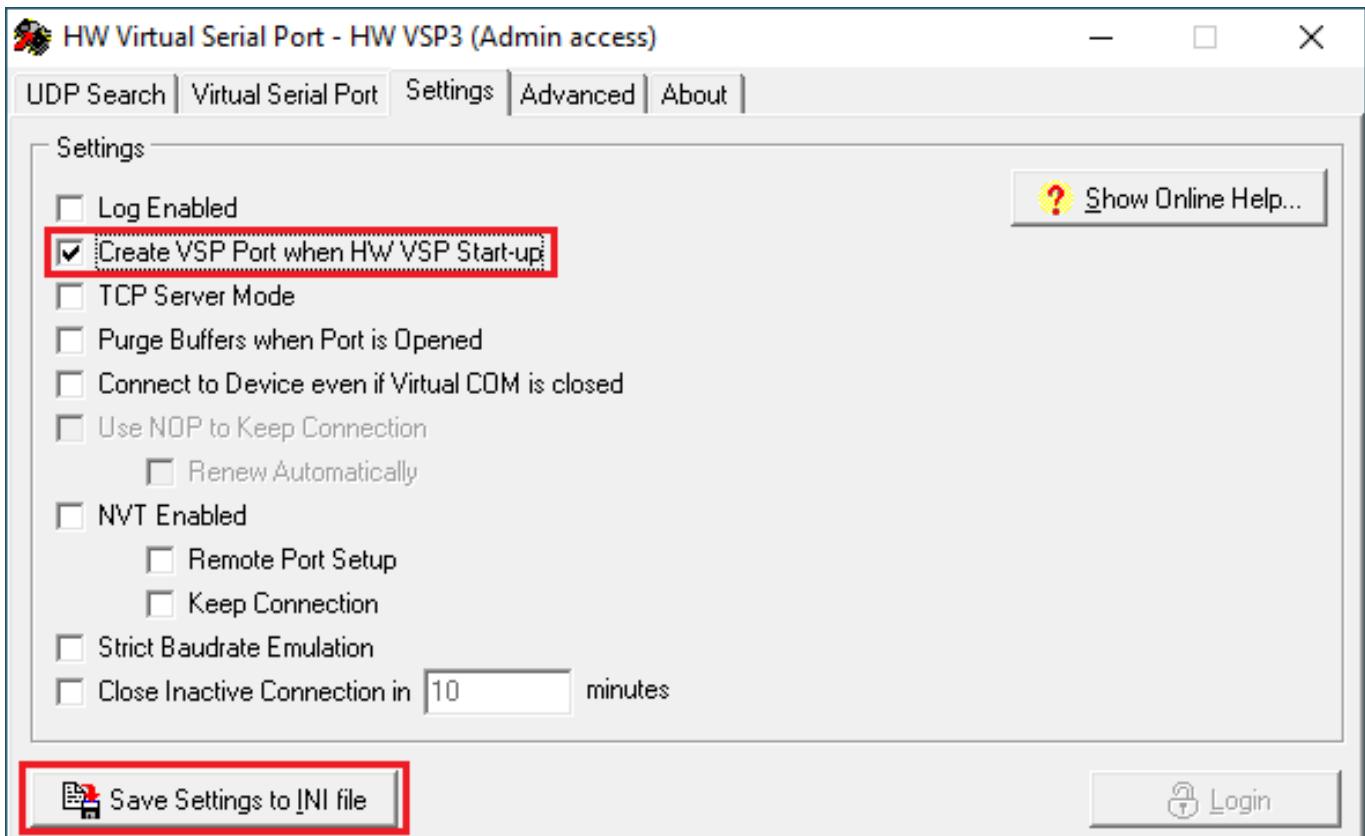 HW Virtual Serial Port - HW VSP3 (Admin access)
UDP Search Virtual Serial Port Settings Advanced About
Settings
Show Online Help...
Log Enabled
Create VSP Port when HW VSP Start-up
TCP Server Mode
Purge Buffers when Port is Opened
Connect to Device even if Virtual COM is closed
Use NOP to Keep Connection
Renew Automatically
NVT Enabled
Remote Port Setup
Keep Connection
Strict Baudrate Emulation
Close Inactive Connection in 10 minutes
Save Settings to INI file
Login